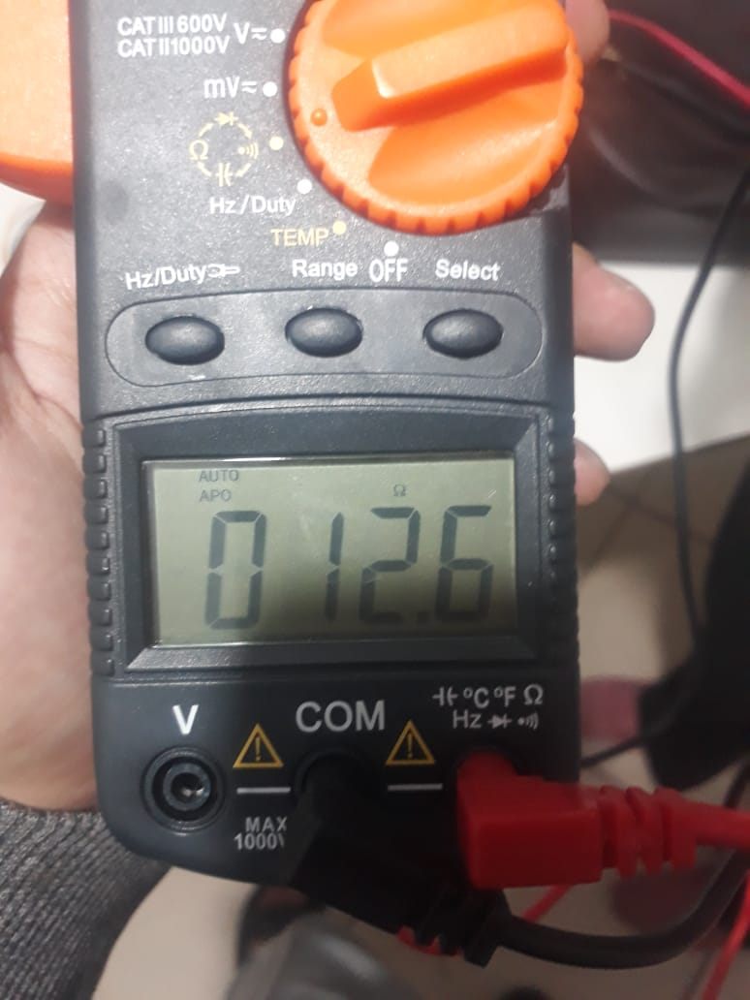 CAT III 600V
CAT II 1000V
V
mV
Ω
Hz/Duty
TEMP
OFF
Hz/Duty
Range
Select
AUTO
APO
Ω
012.6
V
COM
°C °F Ω
Hz
MAX
1000V